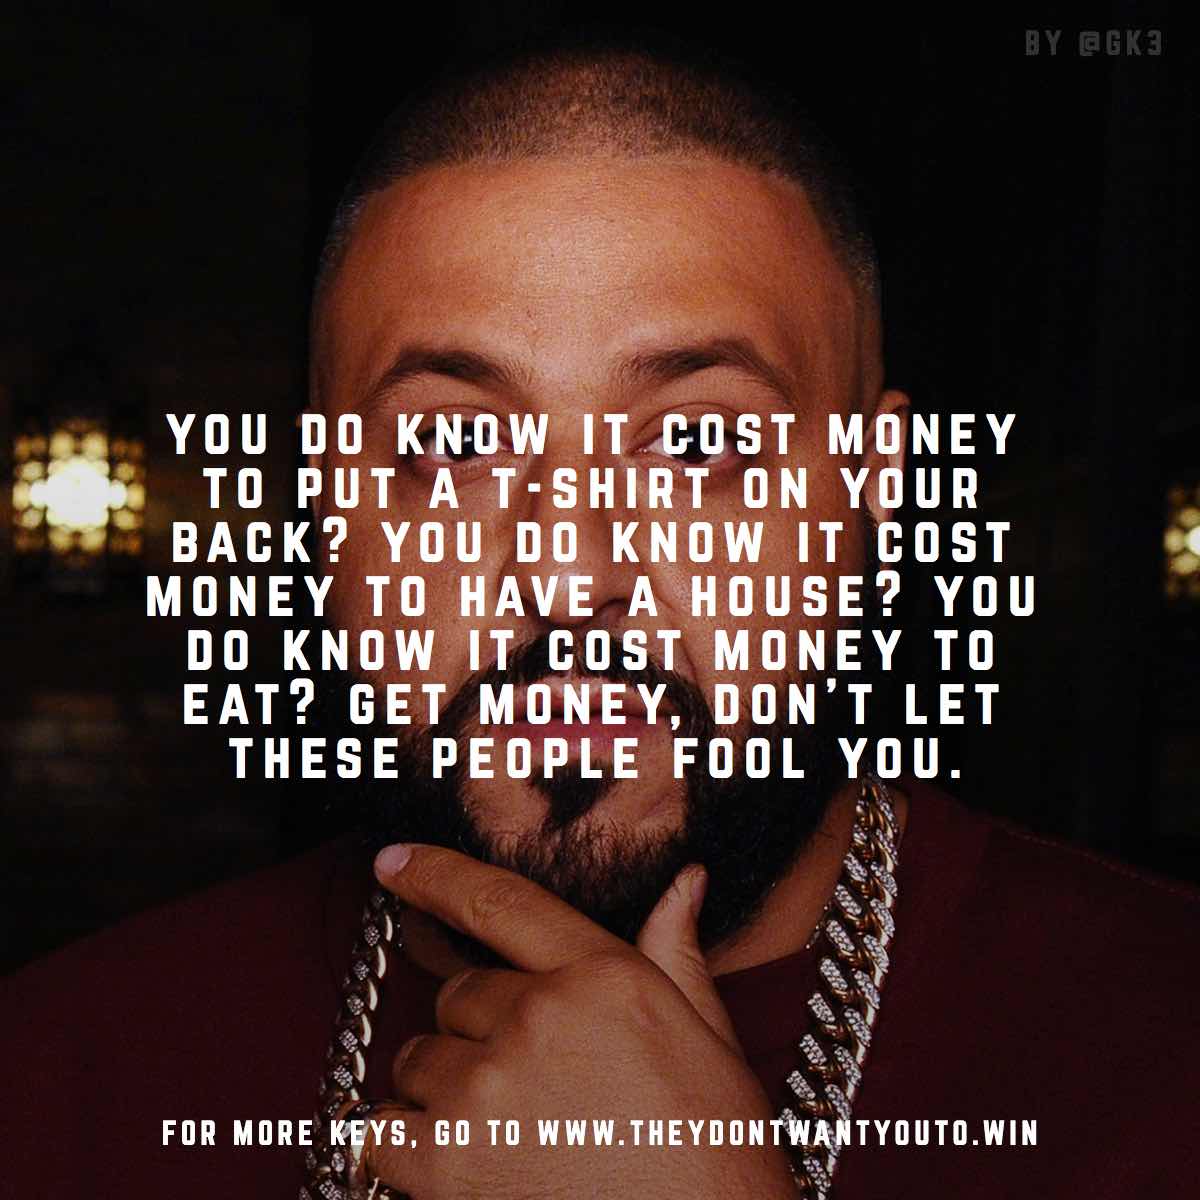 BY @GK3
YOU DO KNOW IT COST MONEY
TO PUT A T-SHIRT ON YOUR
BACK? YOU DO KNOW IT COST
MONEY TO HAVE A HOUSE? YOU
DO KNOW IT COST MONEY TO
EAT? GET MONEY, DON'T LET
THESE PEOPLE FOOL YOU.
FOR MORE KEYS, GO TO WWW.THEYDONTWANTYOUTO.WIN